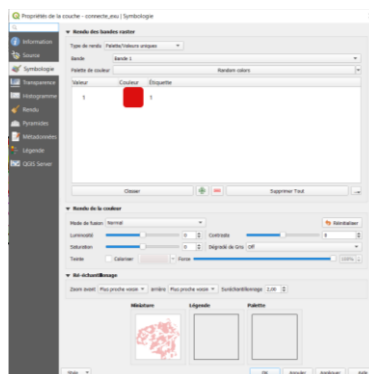 Propriétés de la couche - connecte_eau | Symbologie
Information
Source
Symbologie
Transparence
Histogramme
Rendu
Pyramides
Métadonnées
Légende
QGIS Server
Rendu des bandes raster
Type de rendu Palette/Valeurs uniques
Bande Bande 1
Palette de couleur Random colors
Valeur Couleur Étiquette
1 1
Classer Supprimer Tout
Rendu de la couleur
Mode de fusion Normal Réinitialiser
Luminosité 0 Contraste 0
Saturation 0 Dégradé de Gris Off
Teinte Coloriser Force 100%
Ré-échantillonage
Zoom avant Plus proche voisin arrière Plus proche voisin Suréchantillonnage 2,00
Miniature Légende Palette
Style OK Annuler Appliquer Aide